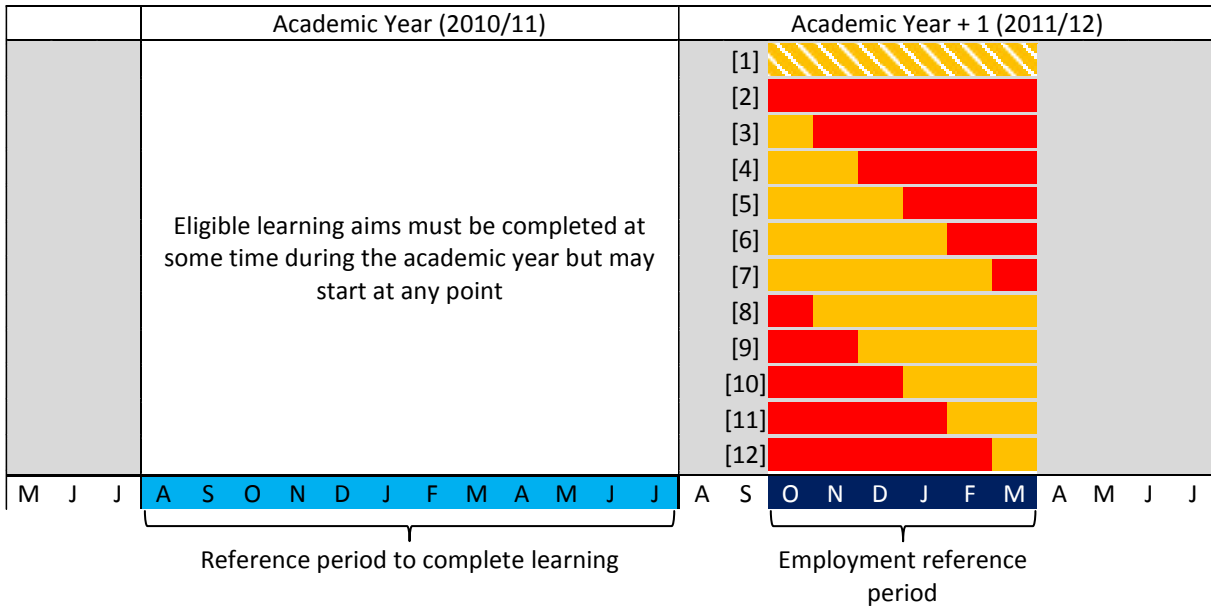 Academic Year (2010/11) Academic Year + 1 (2011/12)
[1]
[2]
[3]
[4]
[5]
Eligible learning aims must be completed at
[6]
some time during the academic year but may
[7]
start at any point
[8]
[9]
[10]
[11]
[12]
M J J A S O N D J F M A M J J A S O N D J F M A M J J
Reference period to complete learning Employment reference
period